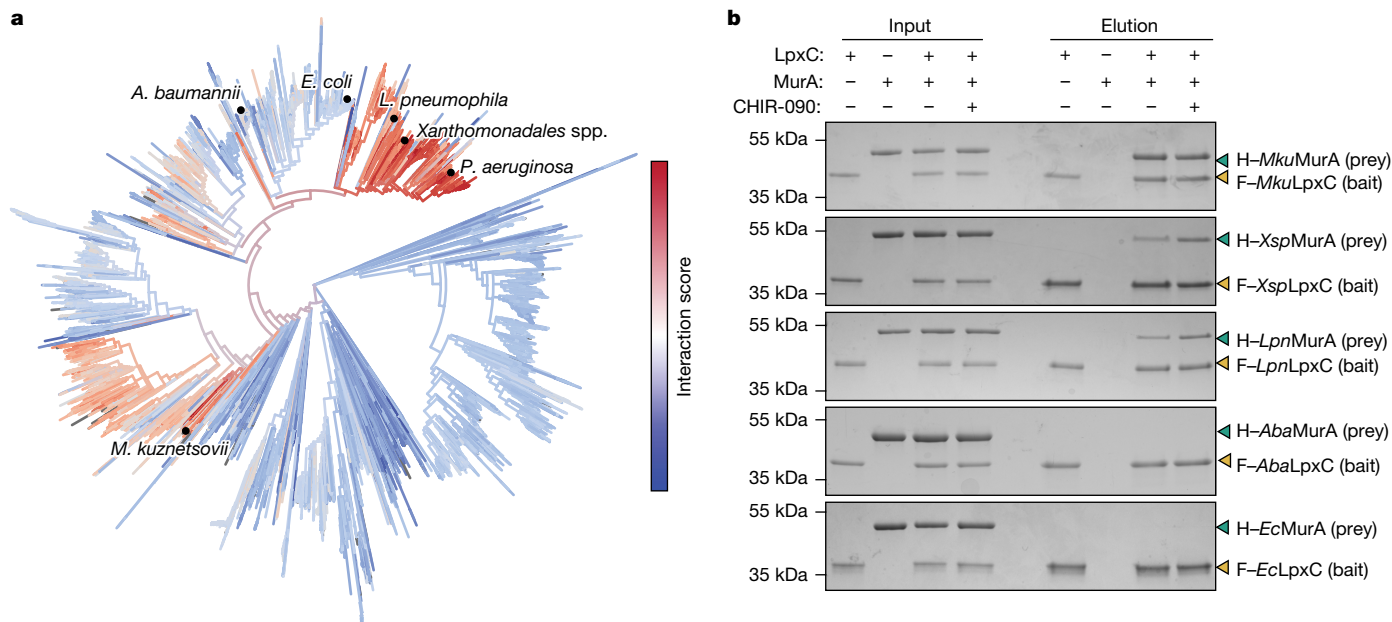 a
A. baumannii
E. coli
L. pneumophila
Xanthomonadales spp.
P. aeruginosa
M. kuznetsovii
Interaction score
b
Input Elution
LpxC: + – + + + – + +
MurA: – + + + – + + +
CHIR-090: – – – + – – – +
55 kDa
35 kDa
H–MkuMurA (prey)
F–MkuLpxC (bait)
55 kDa
35 kDa
H–XspMurA (prey)
F–XspLpxC (bait)
55 kDa
35 kDa
H–LpnMurA (prey)
F–LpnLpxC (bait)
55 kDa
35 kDa
H–AbaMurA (prey)
F–AbaLpxC (bait)
55 kDa
35 kDa
H–EcMurA (prey)
F–EcLpxC (bait)